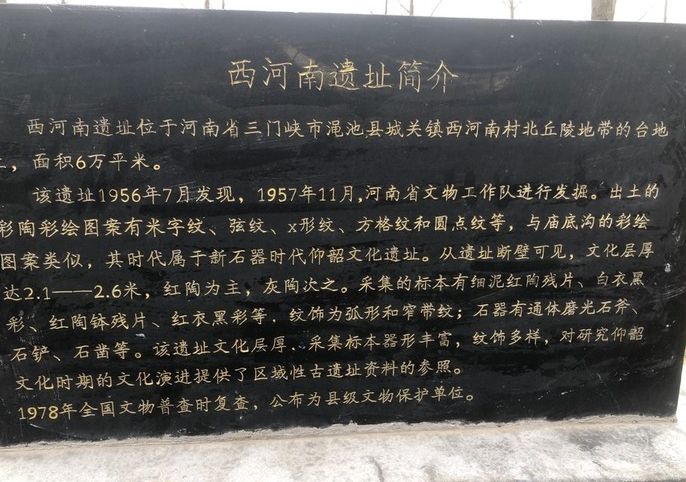 西河南遗址简介
西河南遗址位于河南省三门峡市渑池县城关镇西河南村北丘陵地带的台地
上，面积6万平米。
该遗址1956年7月发现，1957年11月,河南省文物工作队进行发掘。出土的
彩陶彩绘图案有米字纹、弦纹、x形纹、方格纹和圆点纹等，与庙底沟的彩绘
图案类似，其时代属于新石器时代仰韶文化遗址。从遗址断壁可见，文化层厚
达2.1——2.6米，红陶为主，灰陶次之。采集的标本有细泥红陶残片、白衣黑
彩、红陶钵残片、红衣黑彩等．纹饰为弧形和窄带纹；石器有通体磨光石斧、
石铲、石凿等。该遗址文化层厚．采集标本器形丰富，纹饰多样，对研究仰韶
文化时期的文化演进提供了区域性古遗址资料的参照。
1978年全国文物普查时复查，公布为县级文物保护单位。